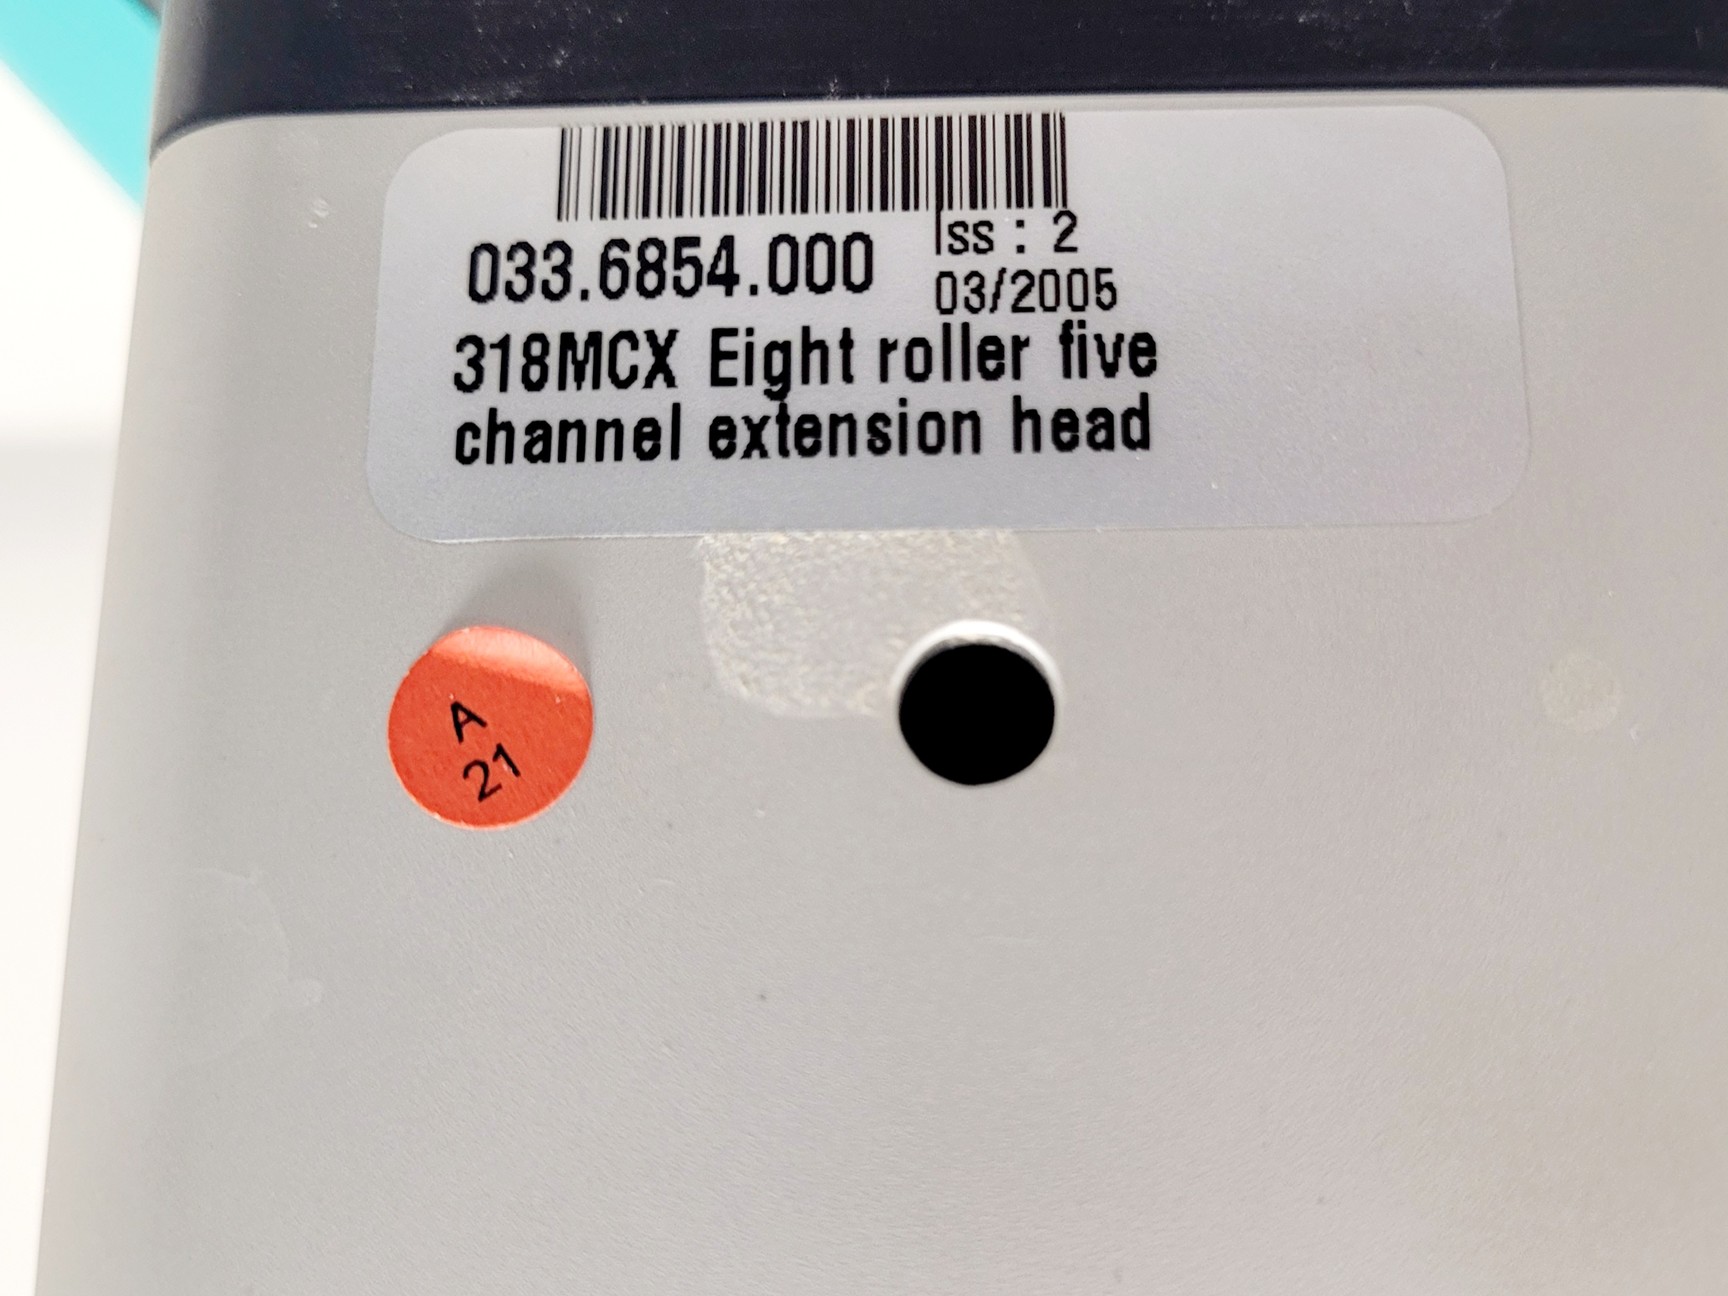 033.6854.000
Iss : 2
03/2005
318MCX Eight roller five
channel extension head
A
21